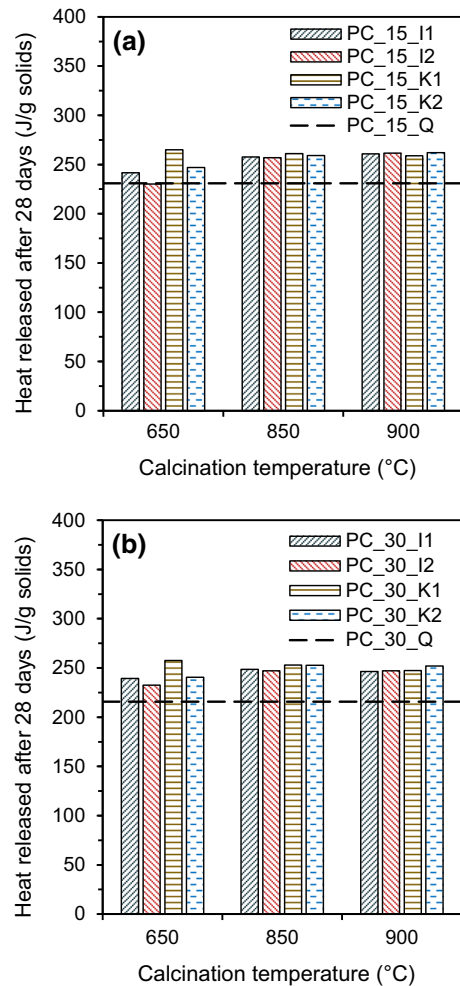 (a)
PC_15_I1
PC_15_I2
PC_15_K1
PC_15_K2
PC_15_Q
Heat released after 28 days (J/g solids)
400
350
300
250
200
150
100
50
0
650 850 900
Calcination temperature (°C)
(b)
PC_30_I1
PC_30_I2
PC_30_K1
PC_30_K2
PC_30_Q
Heat released after 28 days (J/g solids)
400
350
300
250
200
150
100
50
0
650 850 900
Calcination temperature (°C)